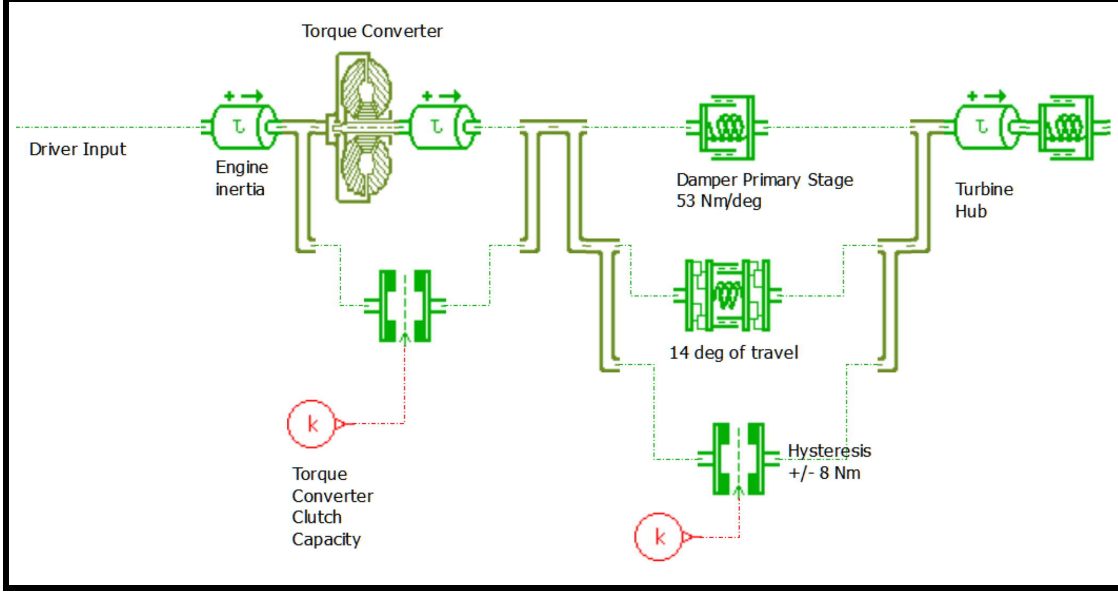 Torque Converter
+
τ
+
τ
+
τ
Driver Input
Engine
inertia
Damper Primary Stage
53 Nm/deg
Turbine
Hub
14 deg of travel
k
Torque
Converter
Clutch
Capacity
Hysteresis
+/- 8 Nm
k